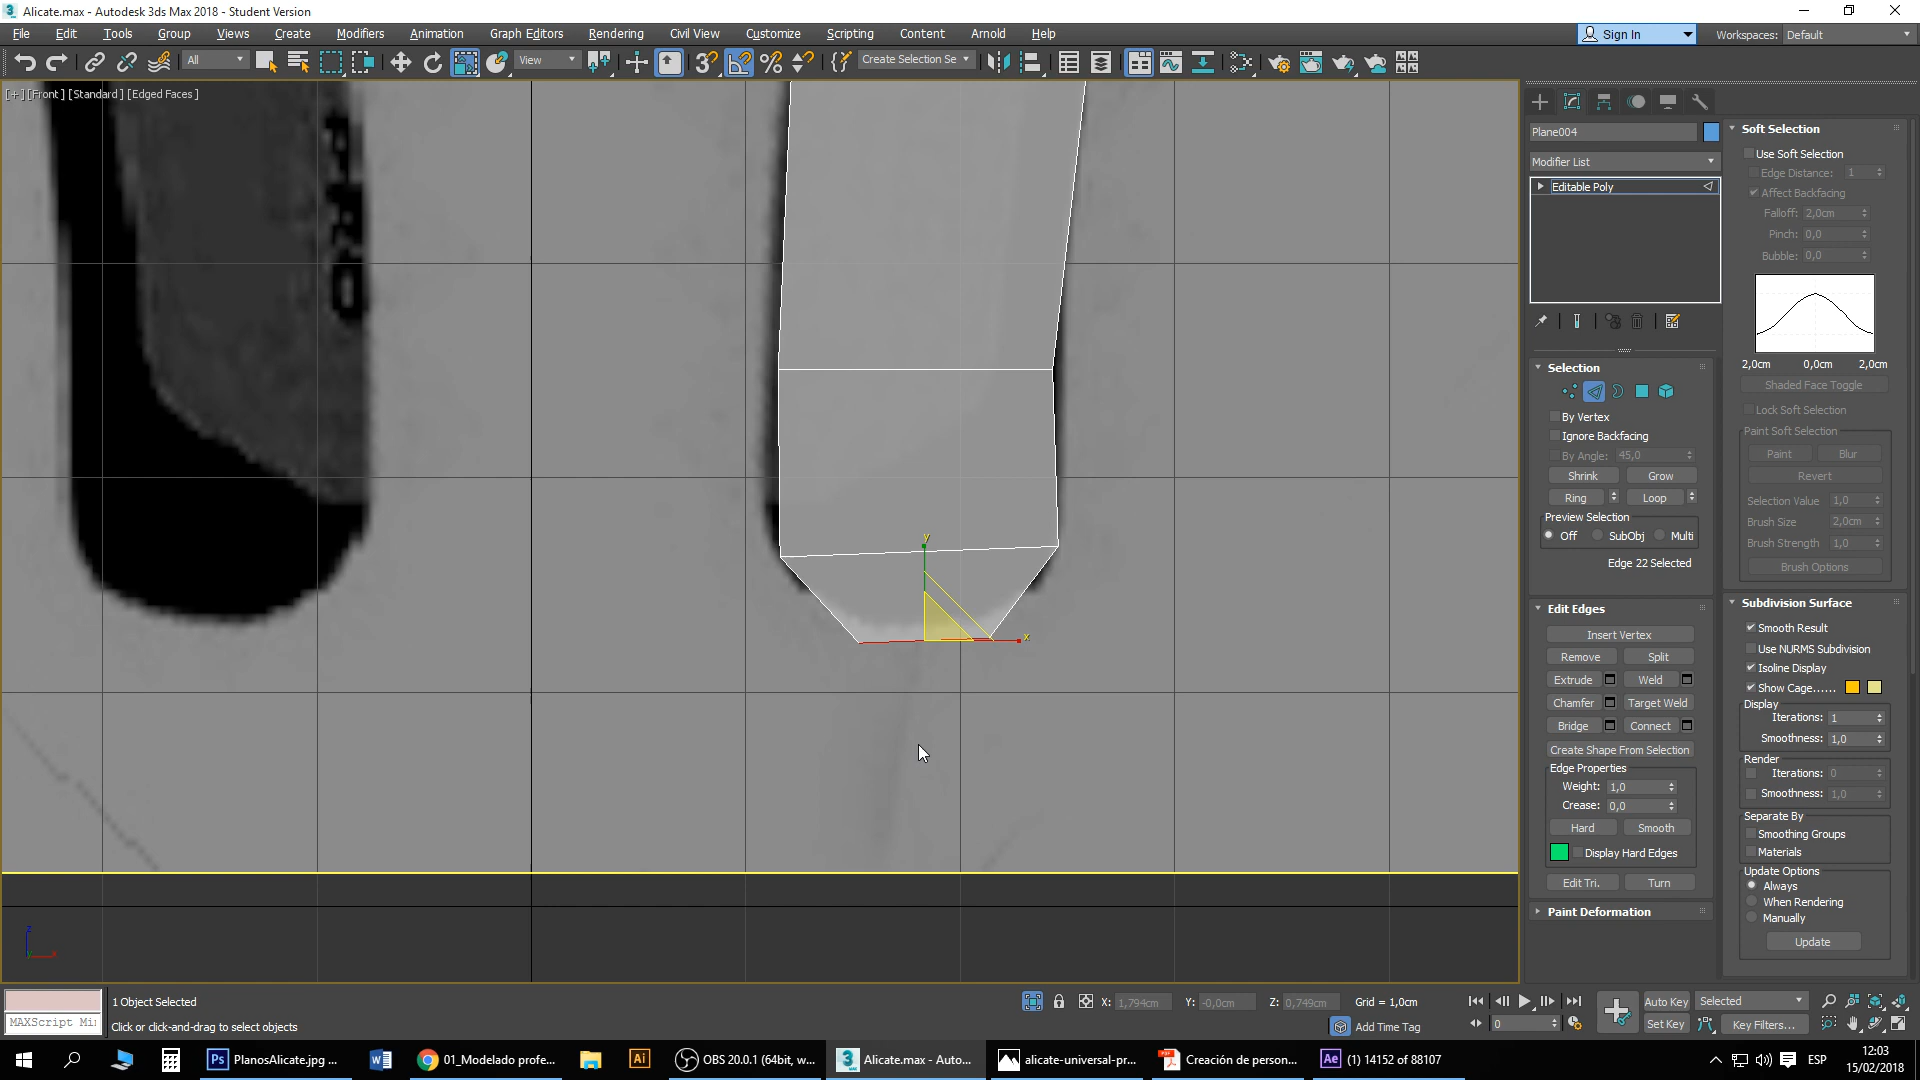 3 Alicate.max - Autodesk 3ds Max 2018 - Student Version
File Edit Tools Group Views Create Modifiers Animation Graph Editors Rendering Civil View Customize Scripting Content Arnold Help
Sign In Workspaces: Default
All View Create Selection Se
[+] [Front ] [Standard ] [Edged Faces ]
Plane004
Modifier List
Editable Poly
Soft Selection
Use Soft Selection
Edge Distance: 1
Affect Backfacing
Falloff: 2,0cm
Pinch: 0,0
Bubble: 0,0
2,0cm 0,0cm 2,0cm
Shaded Face Toggle
Lock Soft Selection
Paint Soft Selection
Paint Blur
Revert
Selection Value 1,0
Brush Size 2,0cm
Brush Strength 1,0
Brush Options
Selection
By Vertex
Ignore Backfacing
By Angle: 45,0
Shrink Grow
Ring Loop
Preview Selection
Off SubObj Multi
Edge 22 Selected
Edit Edges
Insert Vertex
Remove Split
Extrude Weld
Chamfer Target Weld
Bridge Connect
Create Shape From Selection
Edge Properties
Weight: 1,0
Crease: 0,0
Hard Smooth
Display Hard Edges
Edit Tri. Turn
Paint Deformation
Subdivision Surface
Smooth Result
Use NURMS Subdivision
Isoline Display
Show Cage......
Display
Iterations: 1
Smoothness: 1,0
Render
Iterations: 0
Smoothness: 1,0
Separate By
Smoothing Groups
Materials
Update Options
Always
When Rendering
Manually
Update
y
x
z
1 Object Selected
X: 1,794cm Y: -0,0cm Z: 0,749cm Grid = 1,0cm
Auto Key Selected
MAXScript Mi
Click or click-and-drag to select objects
Add Time Tag
0
Set Key Key Filters...
PlanosAlicate.jpg ... 01_Modelado profe... Ai OBS 20.0.1 (64bit, w... Alicate.max - Auto... alicate-universal-pr... Creación de person... (1) 14152 of 88107
ESP
12:03
15/02/2018